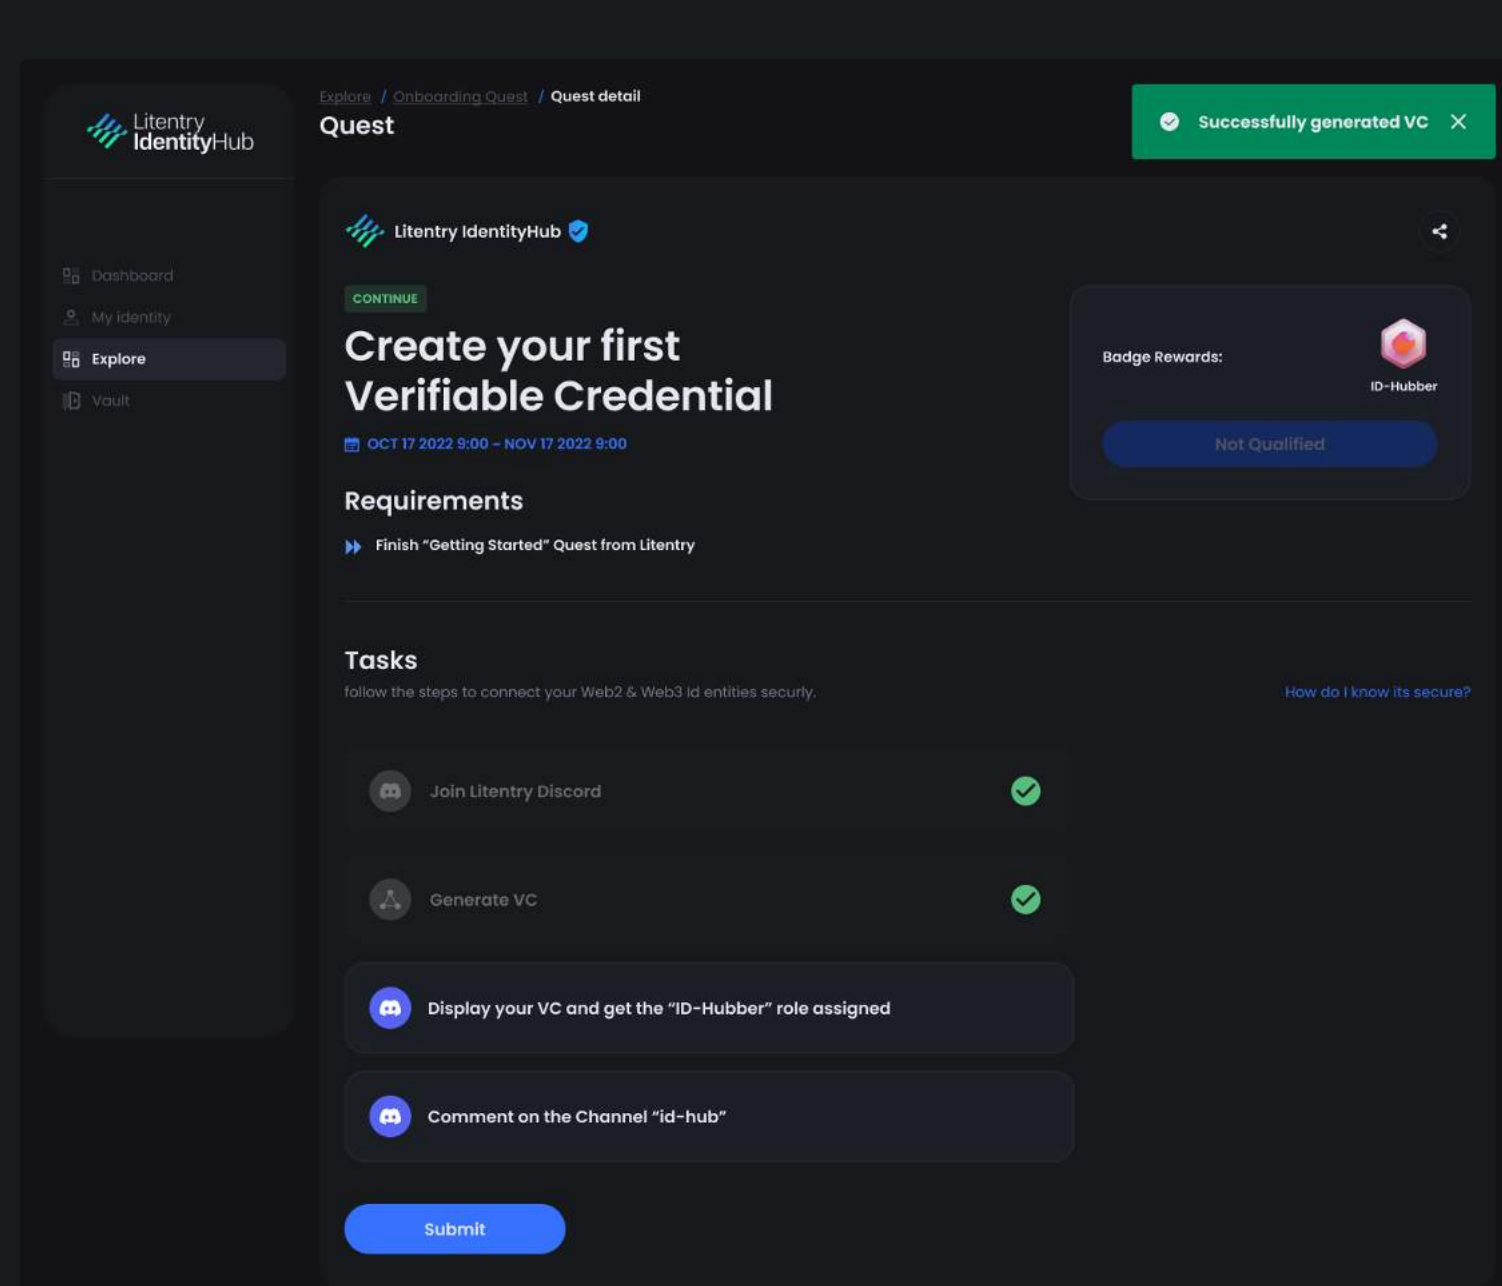 Litentry
IdentityHub
Explore / Onboarding Quest / Quest detail
Quest
Successfully generated VC
Dashboard
My identity
Explore
Vault
Litentry IdentityHub
CONTINUE
Create your first
Verifiable Credential
OCT 17 2022 9:00 – NOV 17 2022 9:00
Badge Rewards:
ID-Hubber
Not Qualified
Requirements
Finish “Getting Started” Quest from Litentry
Tasks
follow the steps to connect your Web2 & Web3 Id entities securly.
How do I know its secure?
Join Litentry Discord
Generate VC
Display your VC and get the “ID-Hubber” role assigned
Comment on the Channel “id-hub”
Submit